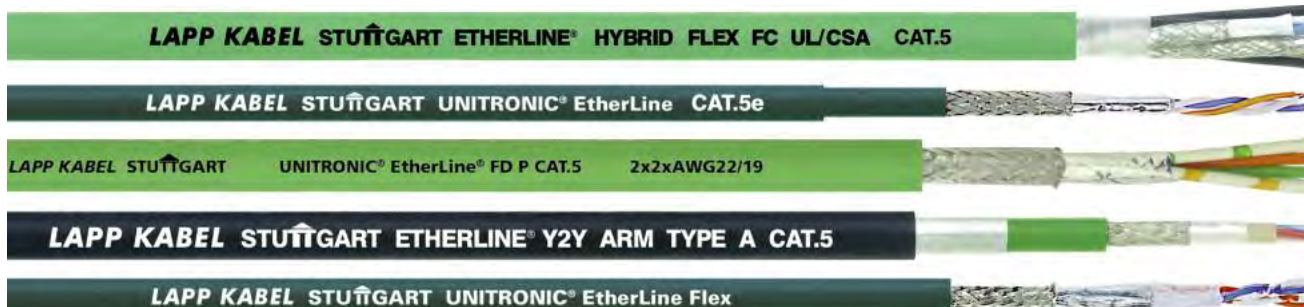 LAPP KABEL STUTTGART ETHERLINE® HYBRID FLEX FC UL/CSA CAT.5
LAPP KABEL STUTTGART UNITRONIC® EtherLine CAT.5e
LAPP KABEL STUTTGART UNITRONIC® EtherLine® FD P CAT.5 2x2xAWG22/19
LAPP KABEL STUTTGART ETHERLINE® Y2Y ARM TYPE A CAT.5
LAPP KABEL STUTTGART UNITRONIC® EtherLine Flex